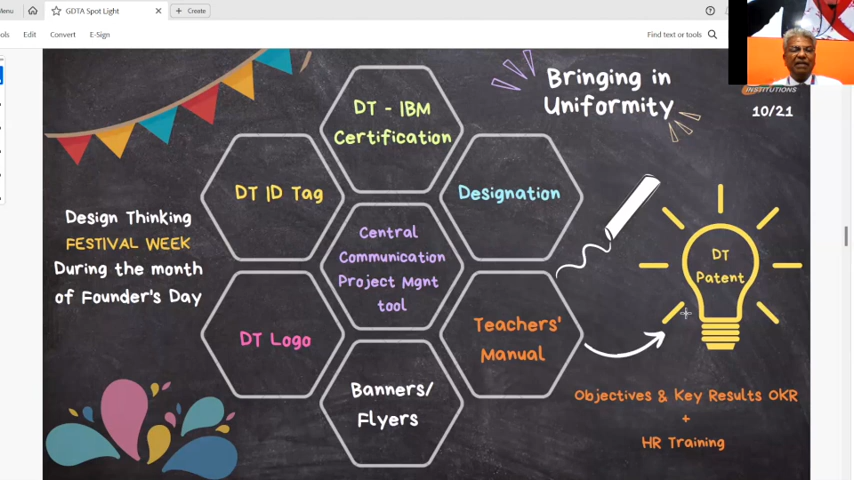 Menu
GDTA Spot Light
Create
Edit
Convert
E-Sign
Find text or tools
INSTITUTIONS
10/21
Bringing in
Uniformity
DT - IBM
Certification
DT ID Tag
Designation
Design Thinking
FESTIVAL WEEK
During the month
of Founder's Day
Central
Communication
Project Mgnt
tool
DT
Patent
DT Logo
Teachers'
Manual
Banners/
Flyers
Objectives & Key Results OKR
+
HR Training